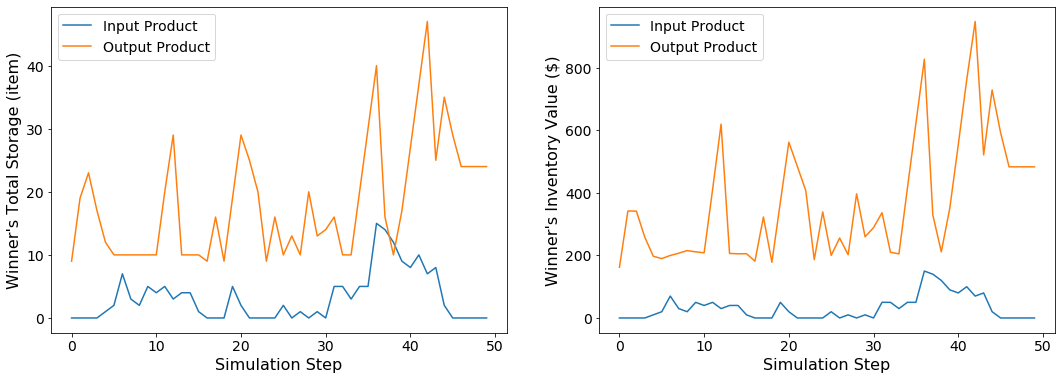 Input Product
Output Product
Winner's Total Storage (item)
40
30
20
10
0
0 10 20 30 40 50
Simulation Step
Input Product
Output Product
Winner's Inventory Value ($)
800
600
400
200
0
0 10 20 30 40 50
Simulation Step